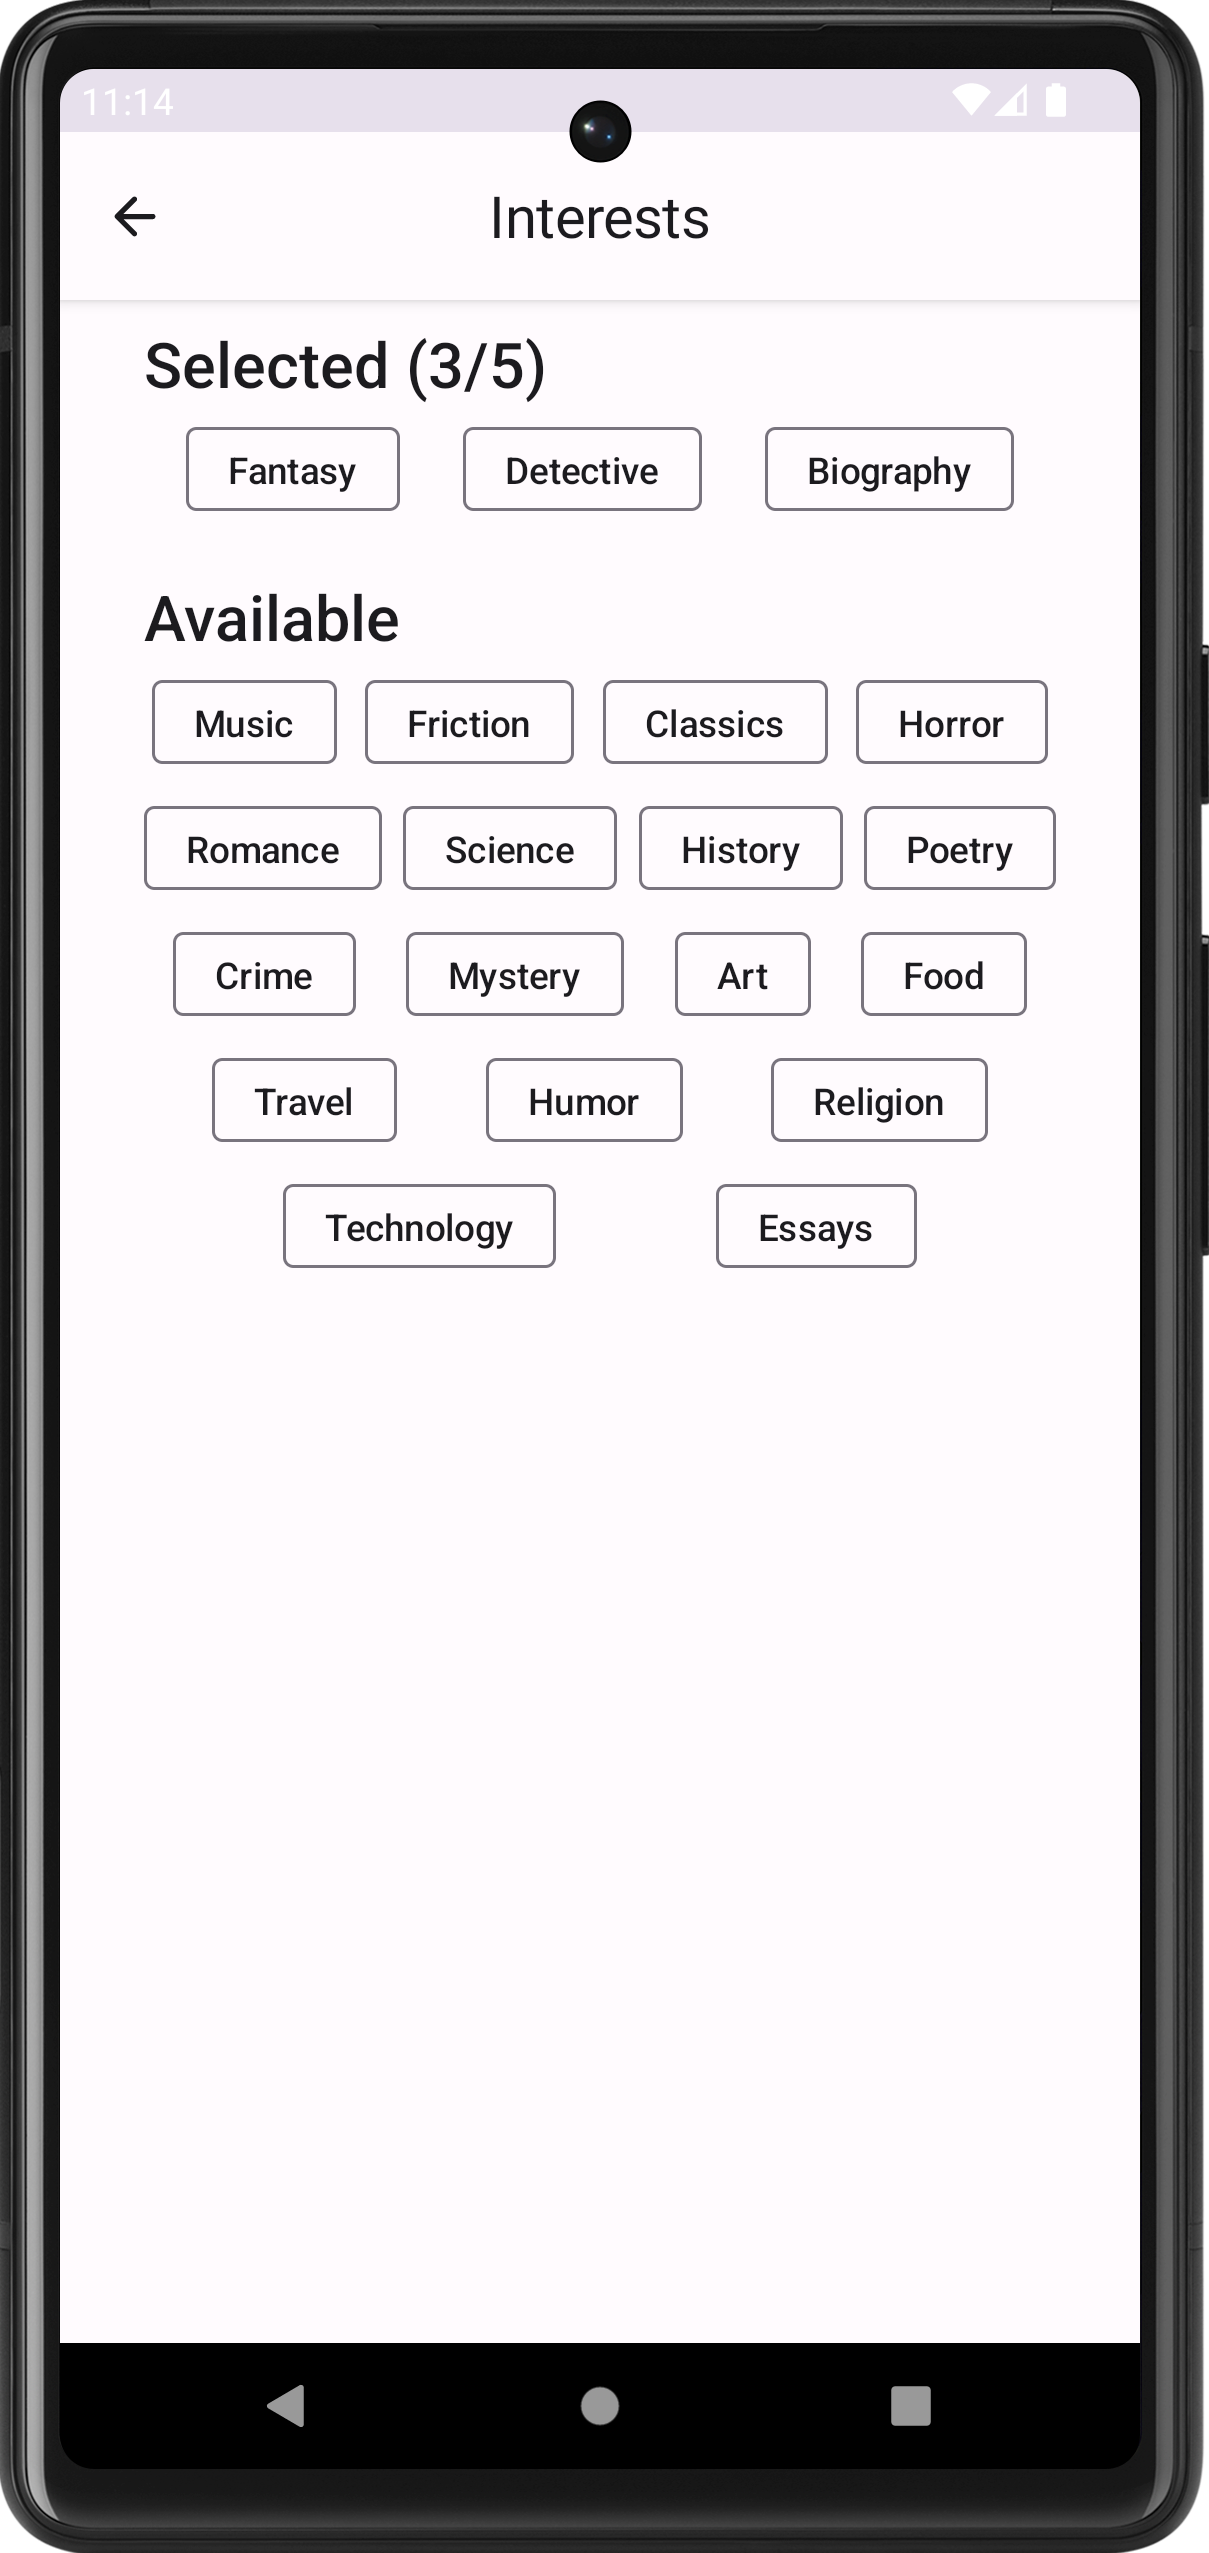 11:14
Interests
Selected (3/5)
Fantasy Detective Biography
Available
Music Friction Classics Horror
Romance Science History Poetry
Crime Mystery Art Food
Travel Humor Religion
Technology Essays